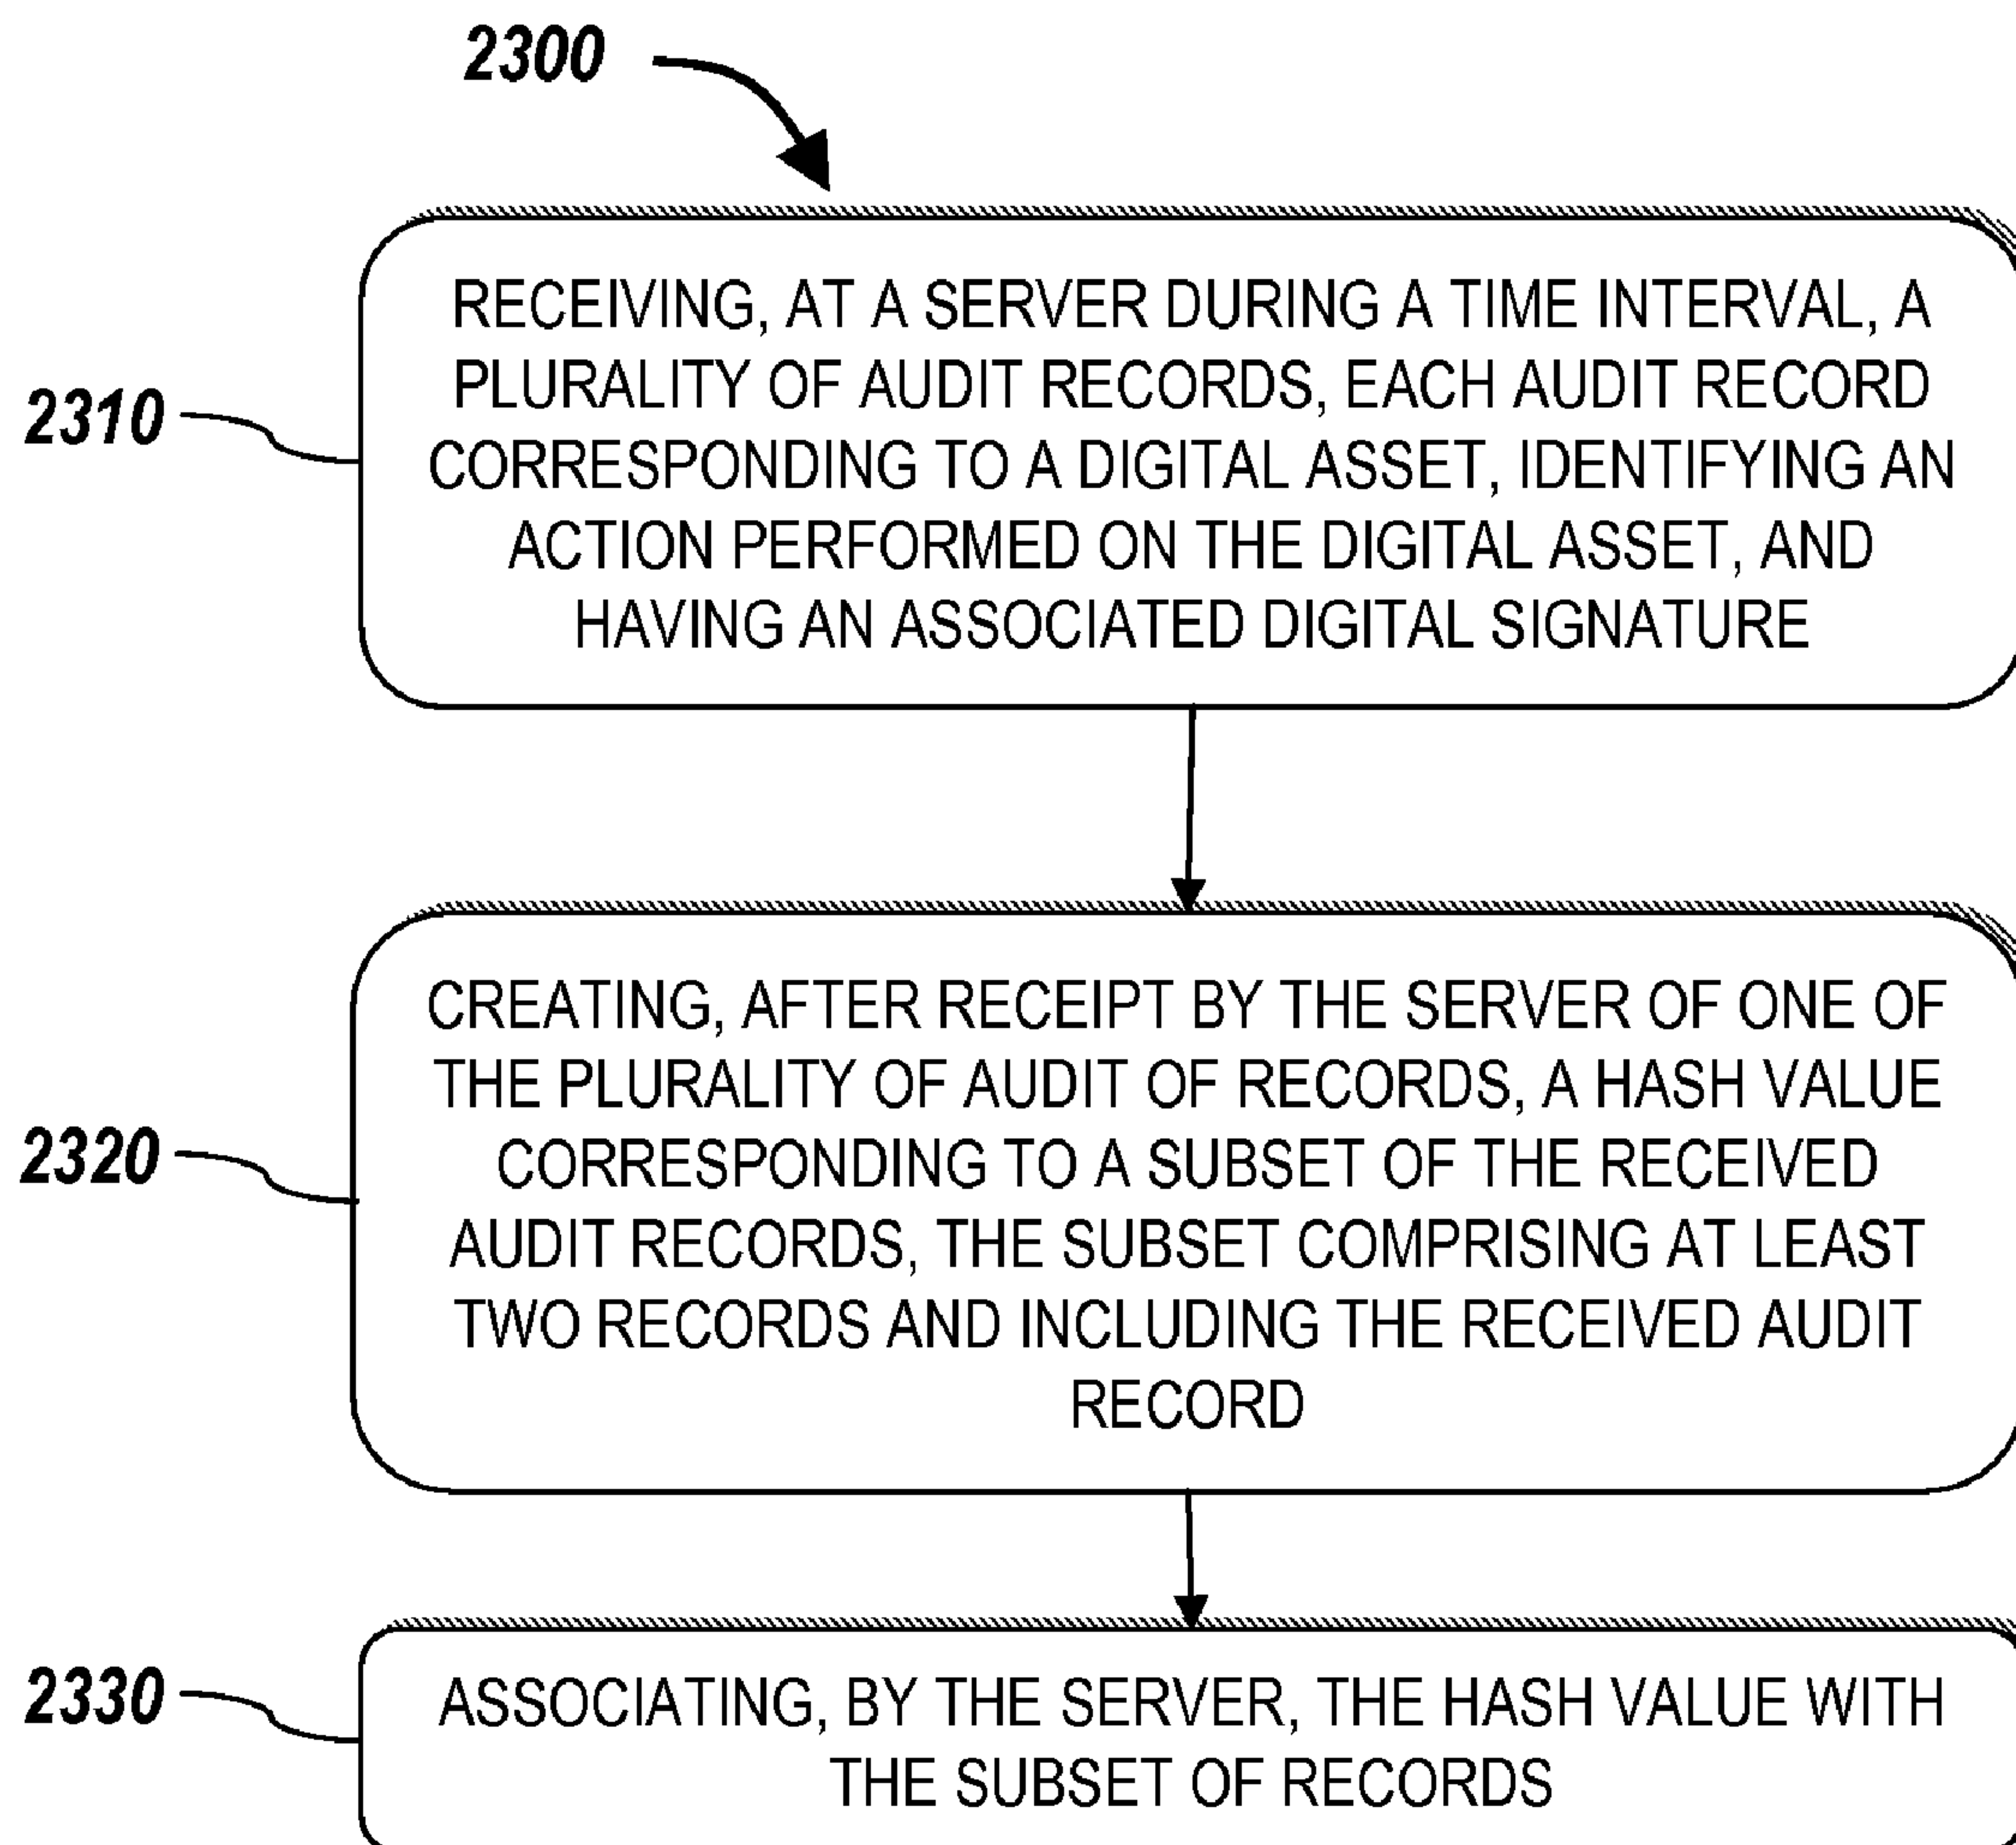 2300
RECEIVING, AT A SERVER DURING A TIME INTERVAL, A
PLURALITY OF AUDIT RECORDS, EACH AUDIT RECORD
2310
CORRESPONDING TO A DIGITAL ASSET, IDENTIFYING AN
ACTION PERFORMED ON THE DIGITAL ASSET, AND
HAVING AN ASSOCIATED DIGITAL SIGNATURE
CREATING, AFTER RECEIPT BY THE SERVER OF ONE OF
THE PLURALITY OF AUDIT OF RECORDS, A HASH VALUE
2320
CORRESPONDING TO A SUBSET OF THE RECEIVED
AUDIT RECORDS, THE SUBSET COMPRISING AT LEAST
TWO RECORDS AND INCLUDING THE RECEIVED AUDIT
RECORD
2330
ASSOCIATING, BY THE SERVER, THE HASH VALUE WITH
THE SUBSET OF RECORDS